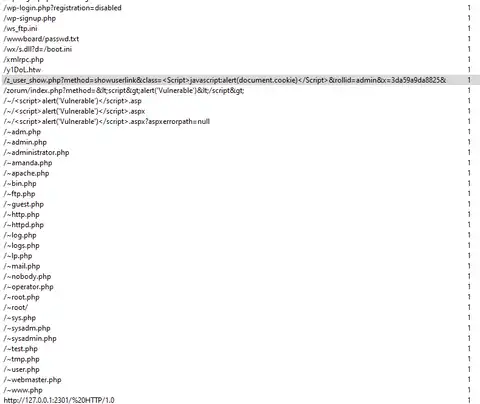 /wp-login.php?registration=disabled 1
/wp-signup.php 1
/ws_ftp.ini 1
/wwwboard/passwd.txt 1
/wx/s.dll?d=/boot.ini 1
/xmlrpc.php 1
/y1DoL.htw 1
/z_user_show.php?method=showuserlink&class=<Script>javascript:alert(document.cookie)</Script>&rollid=admin&x=3da59a9da8825& 1
/zorum/index.php?method=&lt;script&gt;alert('Vulnerable')&lt;/script&gt; 1
/~/<script>alert('Vulnerable')</script>.asp 1
/~/<script>alert('Vulnerable')</script>.aspx 1
/~/<script>alert('Vulnerable')</script>.aspx?aspxerrorpath=null 1
/~adm.php 1
/~admin.php 1
/~administrator.php 1
/~amanda.php 1
/~apache.php 1
/~bin.php 1
/~ftp.php 1
/~guest.php 1
/~http.php 1
/~httpd.php 1
/~log.php 1
/~logs.php 1
/~lp.php 1
/~mail.php 1
/~nobody.php 1
/~operator.php 1
/~root.php 1
/~root/ 1
/~sys.php 1
/~sysadm.php 1
/~sysadmin.php 1
/~test.php 1
/~tmp.php 1
/~user.php 1
/~webmaster.php 1
/~www.php 1
http://127.0.0.1:2301/%20HTTP/1.0 1